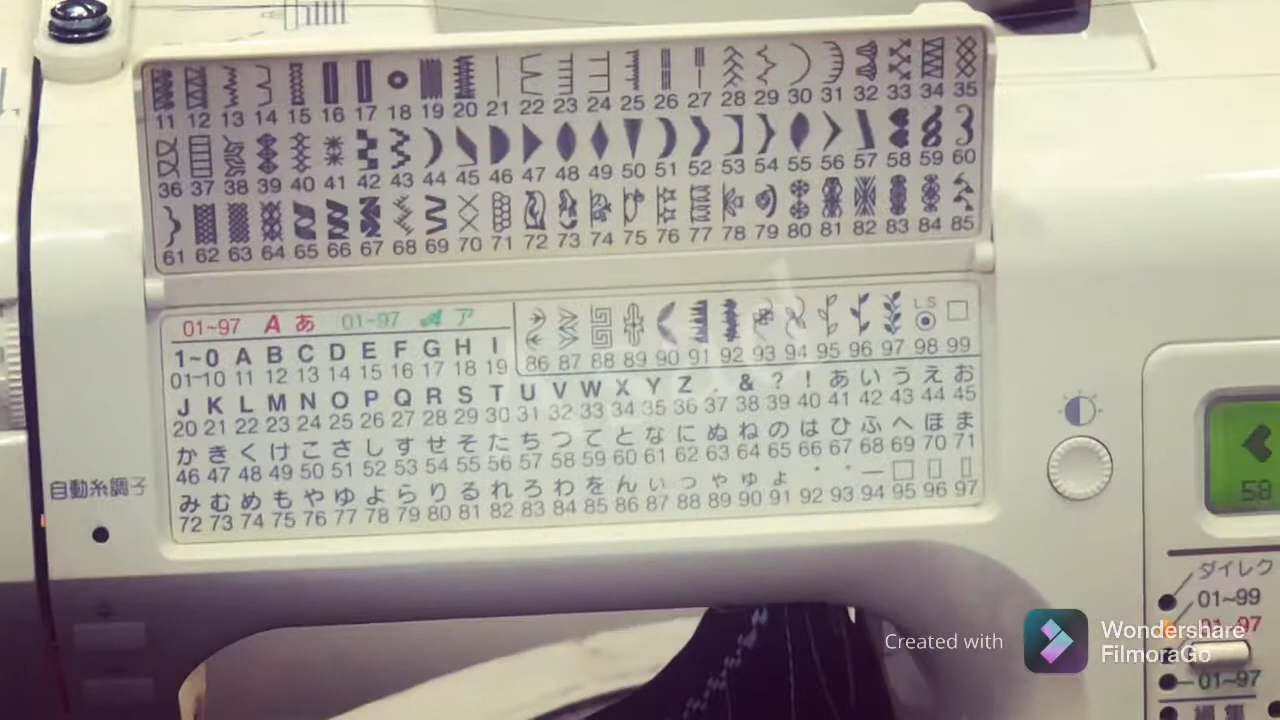 11 12 13 14 15 16 17 18 19 20 21 22 23 24 25 26 27 28 29 30 31 32 33 34 35
36 37 38 39 40 41 42 43 44 45 46 47 48 49 50 51 52 53 54 55 56 57 58 59 60
61 62 63 64 65 66 67 68 69 70 71 72 73 74 75 76 77 78 79 80 81 82 83 84 85
01~97 A あ 01~97 ア
LS
86 87 88 89 90 91 92 93 94 95 96 97 98 99
1~0 A B C D E F G H I
01~10 11 12 13 14 15 16 17 18 19
J K L M N O P Q R S T U V W X Y Z . & ? ! あ い う え お
20 21 22 23 24 25 26 27 28 29 30 31 32 33 34 35 36 37 38 39 40 41 42 43 44 45
か き く け こ さ し す せ そ た ち つ て と な に ぬ ね の は ひ ふ へ ほ ま
46 47 48 49 50 51 52 53 54 55 56 57 58 59 60 61 62 63 64 65 66 67 68 69 70 71
み む め も や ゆ よ ら り る れ ろ わ を ん ぃ っ ゃ ゅ ょ ゛ ゜ ー
72 73 74 75 76 77 78 79 80 81 82 83 84 85 86 87 88 89 90 91 92 93 94 95 96 97
自動糸調子
58
ダイレク
01~99
01~97
01~97
編集
Created with Wondershare FilmoraGo